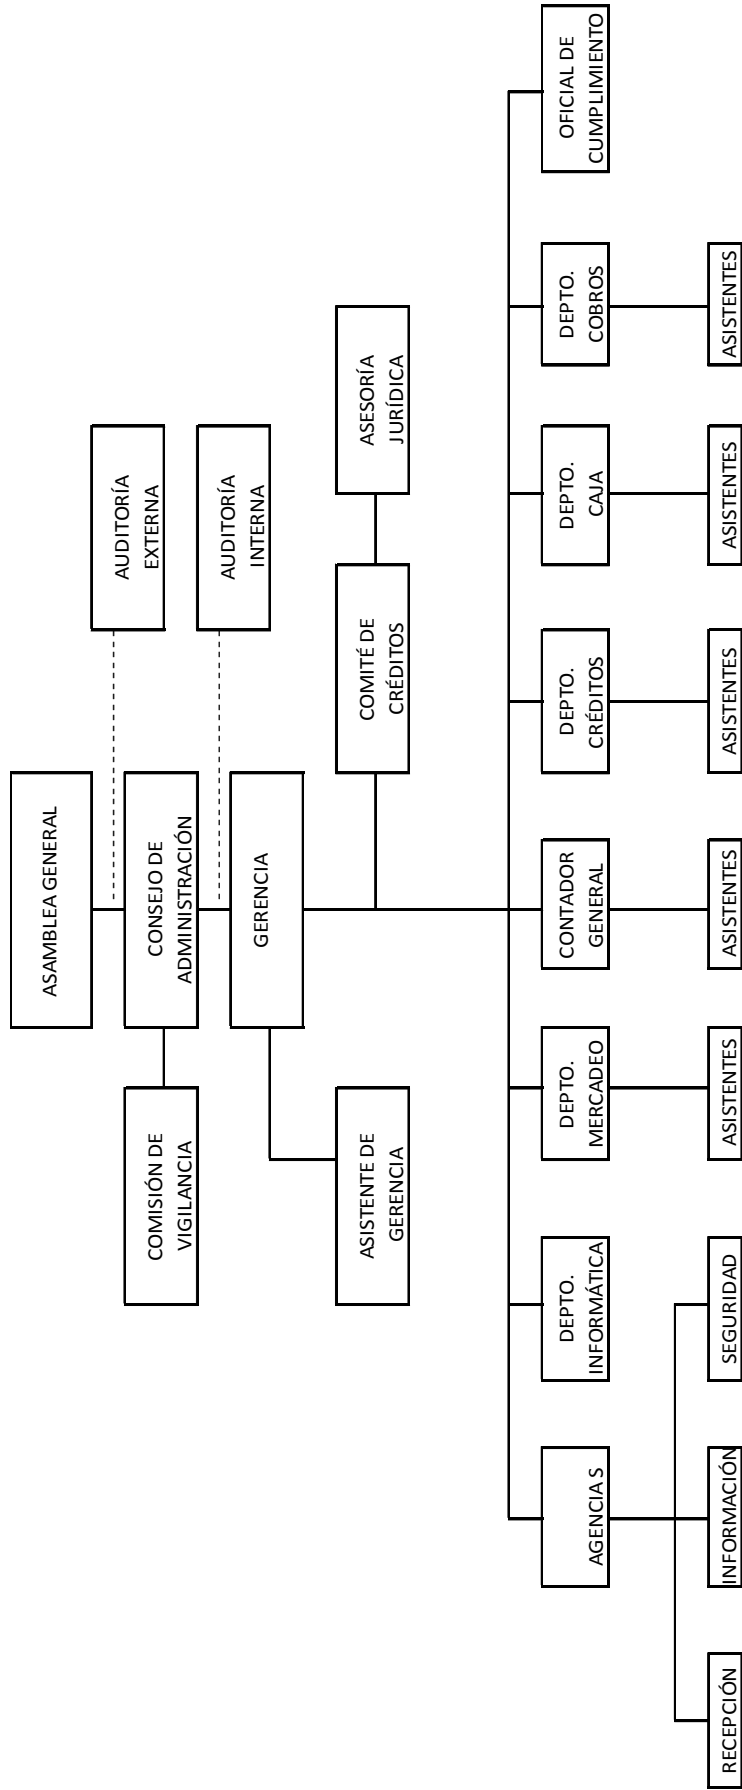 ASAMBLEA GENERAL
AUDITORÍA
EXTERNA
COMISIÓN DE
VIGILANCIA
CONSEJO DE
ADMINISTRACIÓN
AUDITORÍA
INTERNA
GERENCIA
ASISTENTE DE
GERENCIA
COMITÉ DE
CRÉDITOS
ASESORÍA
JURÍDICA
AGENCIA S
DEPTO.
INFORMÁTICA
DEPTO.
MERCADEO
CONTADOR
GENERAL
DEPTO.
CRÉDITOS
DEPTO.
CAJA
DEPTO.
COBROS
OFICIAL DE
CUMPLIMIENTO
RECEPCIÓN
INFORMACIÓN
SEGURIDAD
ASISTENTES
ASISTENTES
ASISTENTES
ASISTENTES
ASISTENTES